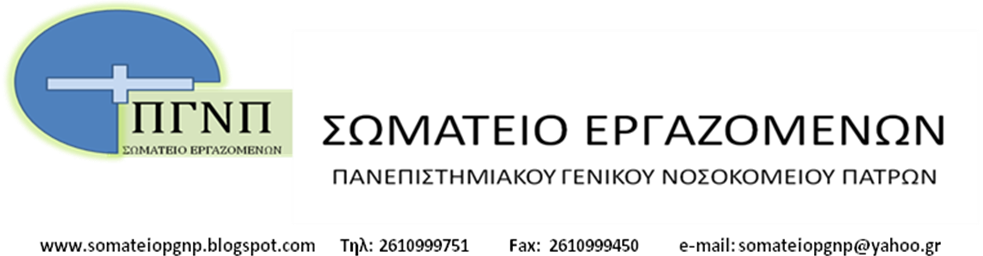 ΠΓΝΠ
ΣΩΜΑΤΕΙΟ ΕΡΓΑΖΟΜΕΝΩΝ
ΣΩΜΑΤΕΙΟ ΕΡΓΑΖΟΜΕΝΩΝ
ΠΑΝΕΠΙΣΤΗΜΙΑΚΟΥ ΓΕΝΙΚΟΥ ΝΟΣΟΚΟΜΕΙΟΥ ΠΑΤΡΩΝ
www.somateiopgnp.blogspot.com Τηλ: 2610999751 Fax: 2610999450 e-mail: somateiopgnp@yahoo.gr